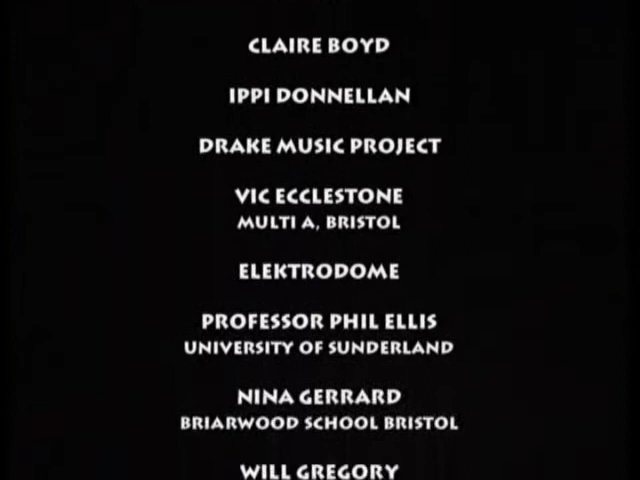 CLAIRE BOYD
IPPI DONNELLAN
DRAKE MUSIC PROJECT
VIC ECCLESTONE
MULTI A, BRISTOL
ELEKTRODOME
PROFESSOR PHIL ELLIS
UNIVERSITY OF SUNDERLAND
NINA GERRARD
BRIARWOOD SCHOOL BRISTOL
WILL GREGORY